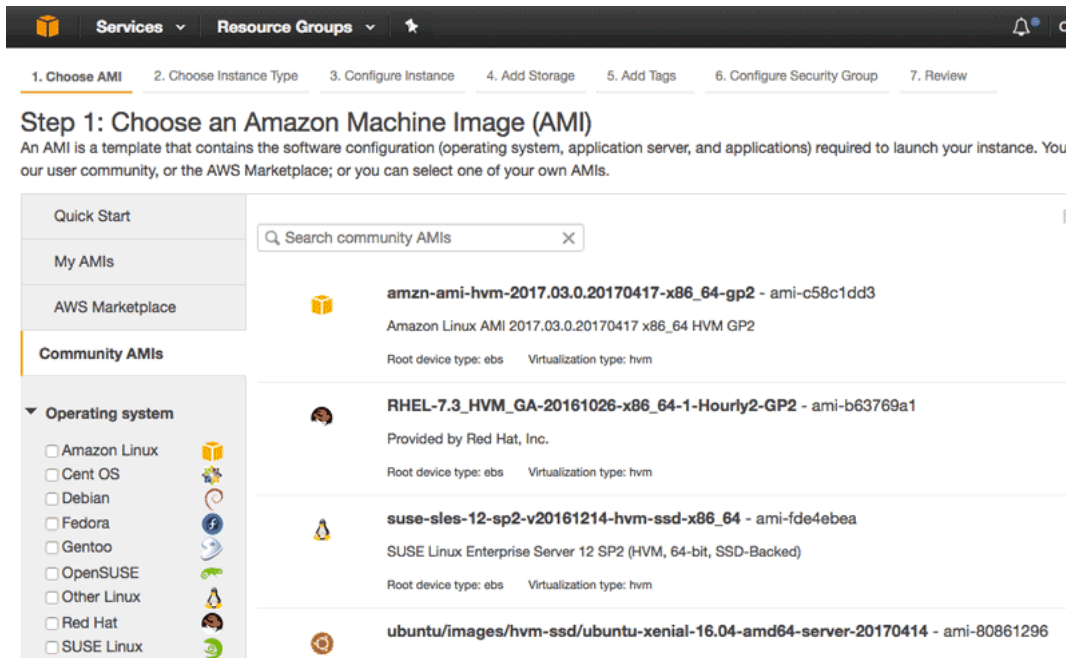 Services Resource Groups
1. Choose AMI 2. Choose Instance Type 3. Configure Instance 4. Add Storage 5. Add Tags 6. Configure Security Group 7. Review
Step 1: Choose an Amazon Machine Image (AMI)
An AMI is a template that contains the software configuration (operating system, application server, and applications) required to launch your instance. You
our user community, or the AWS Marketplace; or you can select one of your own AMIs.
Quick Start
My AMIs
AWS Marketplace
Community AMIs
Operating system
Amazon Linux
Cent OS
Debian
Fedora
Gentoo
OpenSUSE
Other Linux
Red Hat
SUSE Linux
Search community AMIs
amzn-ami-hvm-2017.03.0.20170417-x86_64-gp2 - ami-c58c1dd3
Amazon Linux AMI 2017.03.0.20170417 x86_64 HVM GP2
Root device type: ebs Virtualization type: hvm
RHEL-7.3_HVM_GA-20161026-x86_64-1-Hourly2-GP2 - ami-b63769a1
Provided by Red Hat, Inc.
Root device type: ebs Virtualization type: hvm
suse-sles-12-sp2-v20161214-hvm-ssd-x86_64 - ami-fde4ebea
SUSE Linux Enterprise Server 12 SP2 (HVM, 64-bit, SSD-Backed)
Root device type: ebs Virtualization type: hvm
ubuntu/images/hvm-ssd/ubuntu-xenial-16.04-amd64-server-20170414 - ami-80861296